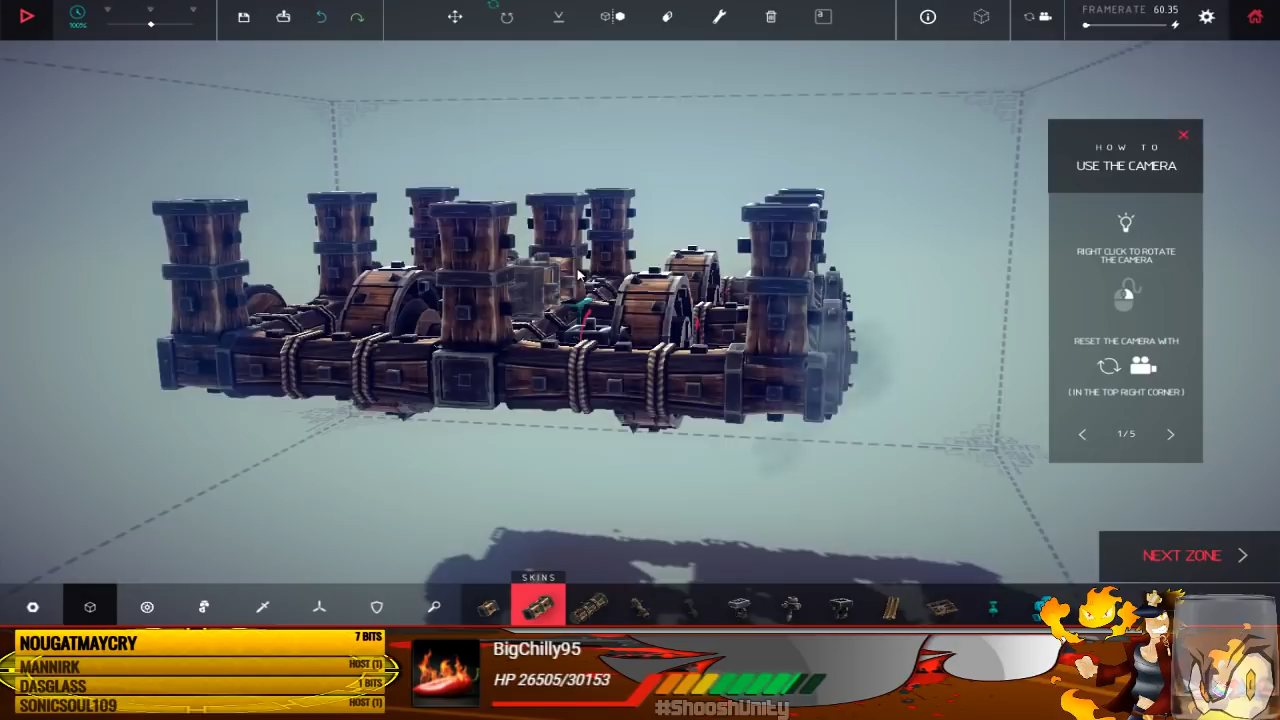 100%
a
FRAMERATE 60.35
HOW TO
USE THE CAMERA
RIGHT CLICK TO ROTATE
THE CAMERA
RESET THE CAMERA WITH
( IN THE TOP RIGHT CORNER )
1/5
NEXT ZONE
SKINS
NOUGATMAYCRY 7 BITS
MANNIRK HOST (1)
DASGLASS 1 BITS
SONICSOUL109 HOST (1)
BigChilly95
HP 26505/30153
#ShooshUnity